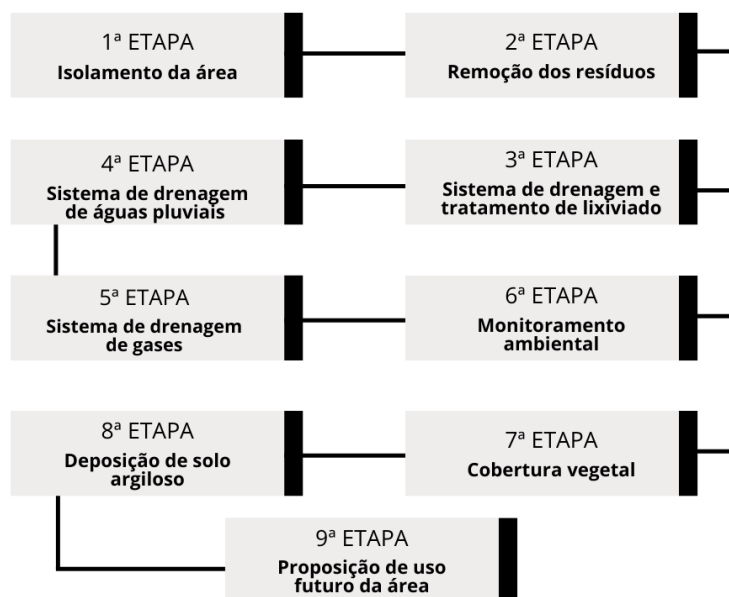 1ª ETAPA
Isolamento da área
2ª ETAPA
Remoção dos resíduos
3ª ETAPA
Sistema de drenagem e
tratamento de lixiviado
4ª ETAPA
Sistema de drenagem
de águas pluviais
5ª ETAPA
Sistema de drenagem
de gases
6ª ETAPA
Monitoramento
ambiental
7ª ETAPA
Cobertura vegetal
8ª ETAPA
Deposição de solo
argiloso
9ª ETAPA
Proposição de uso
futuro da área